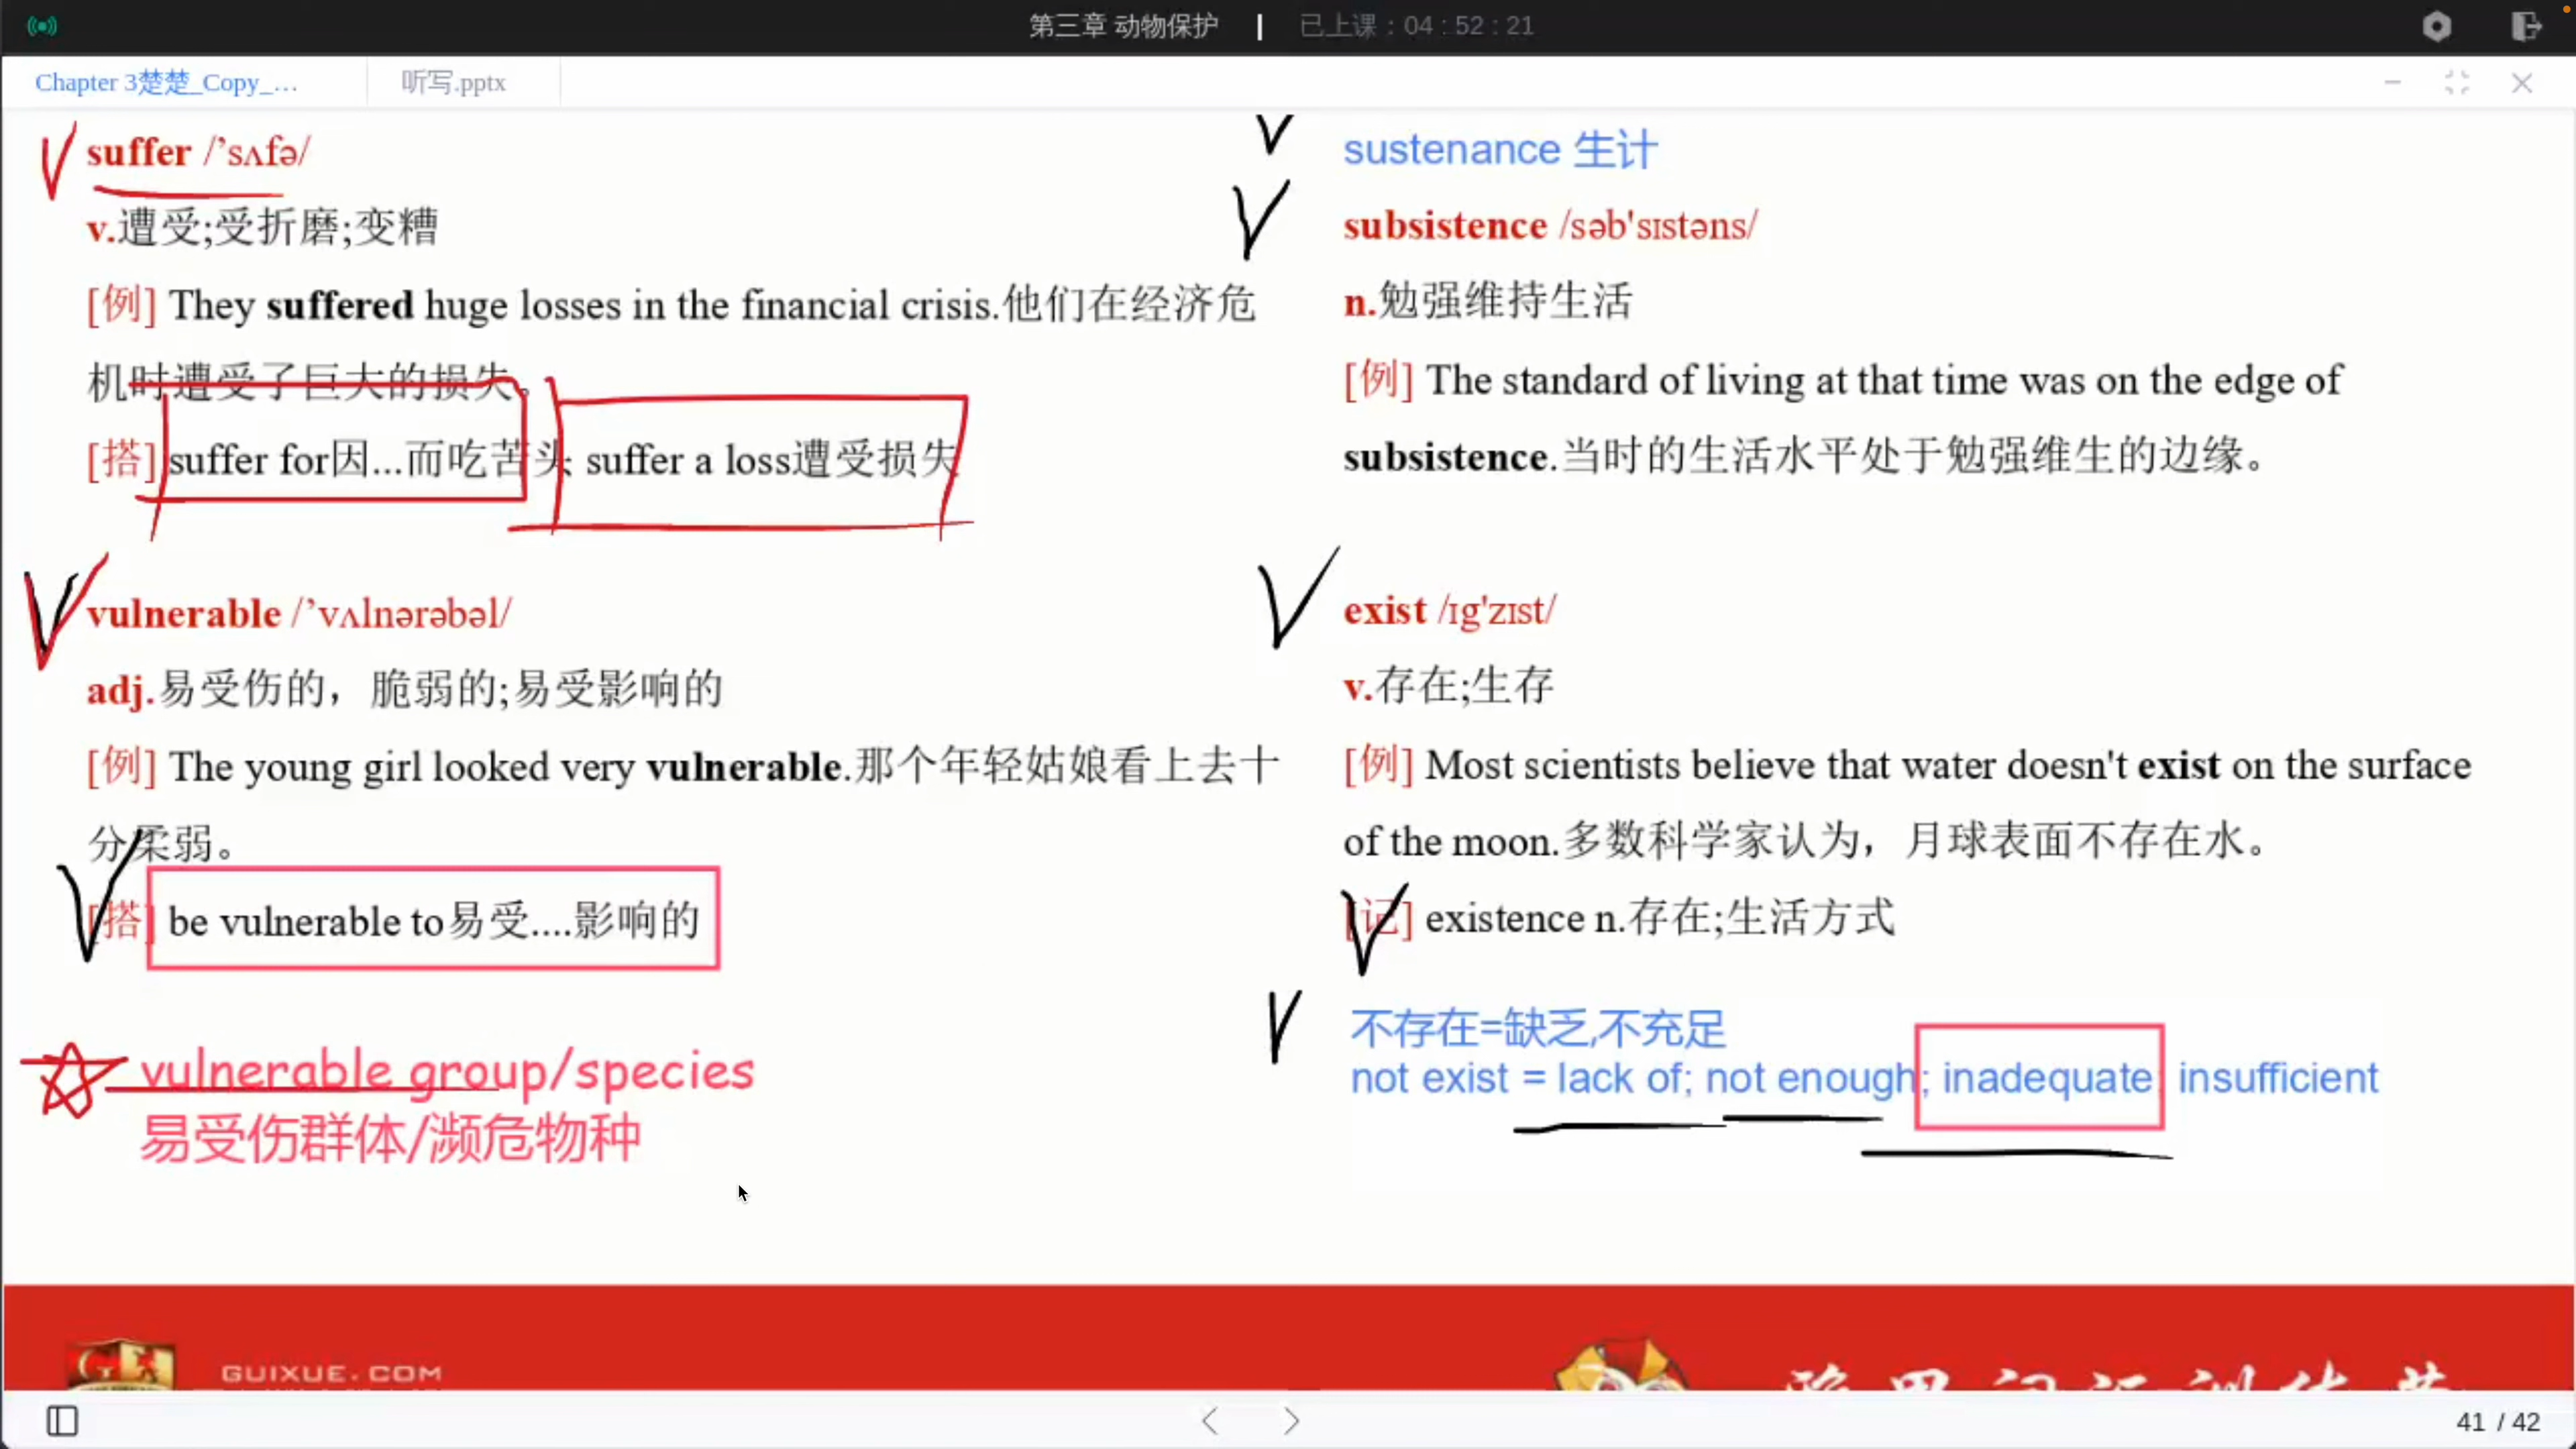 第三章 动物保护 | 已上课：04 : 52 : 21
Chapter 3楚楚_Copy_…
听写.pptx
suffer /’sʌfə/
v.遭受;受折磨;变糟
[例] They suffered huge losses in the financial crisis.他们在经济危
机时遭受了巨大的损失。
[搭] suffer for因...而吃苦头 suffer a loss遭受损失
vulnerable /’vʌlnərəbəl/
adj.易受伤的，脆弱的;易受影响的
[例] The young girl looked very vulnerable.那个年轻姑娘看上去十
分柔弱。
[搭] be vulnerable to易受....影响的
vulnerable group/species
易受伤群体/濒危物种
sustenance 生计
subsistence /səb'sɪstəns/
n.勉强维持生活
[例] The standard of living at that time was on the edge of
subsistence.当时的生活水平处于勉强维生的边缘。
exist /ɪg'zɪst/
v.存在;生存
[例] Most scientists believe that water doesn't exist on the surface
of the moon.多数科学家认为，月球表面不存在水。
[记] existence n.存在;生活方式
不存在=缺乏,不充足
not exist = lack of; not enough; inadequate; insufficient
GUIXUE.COM
41 / 42